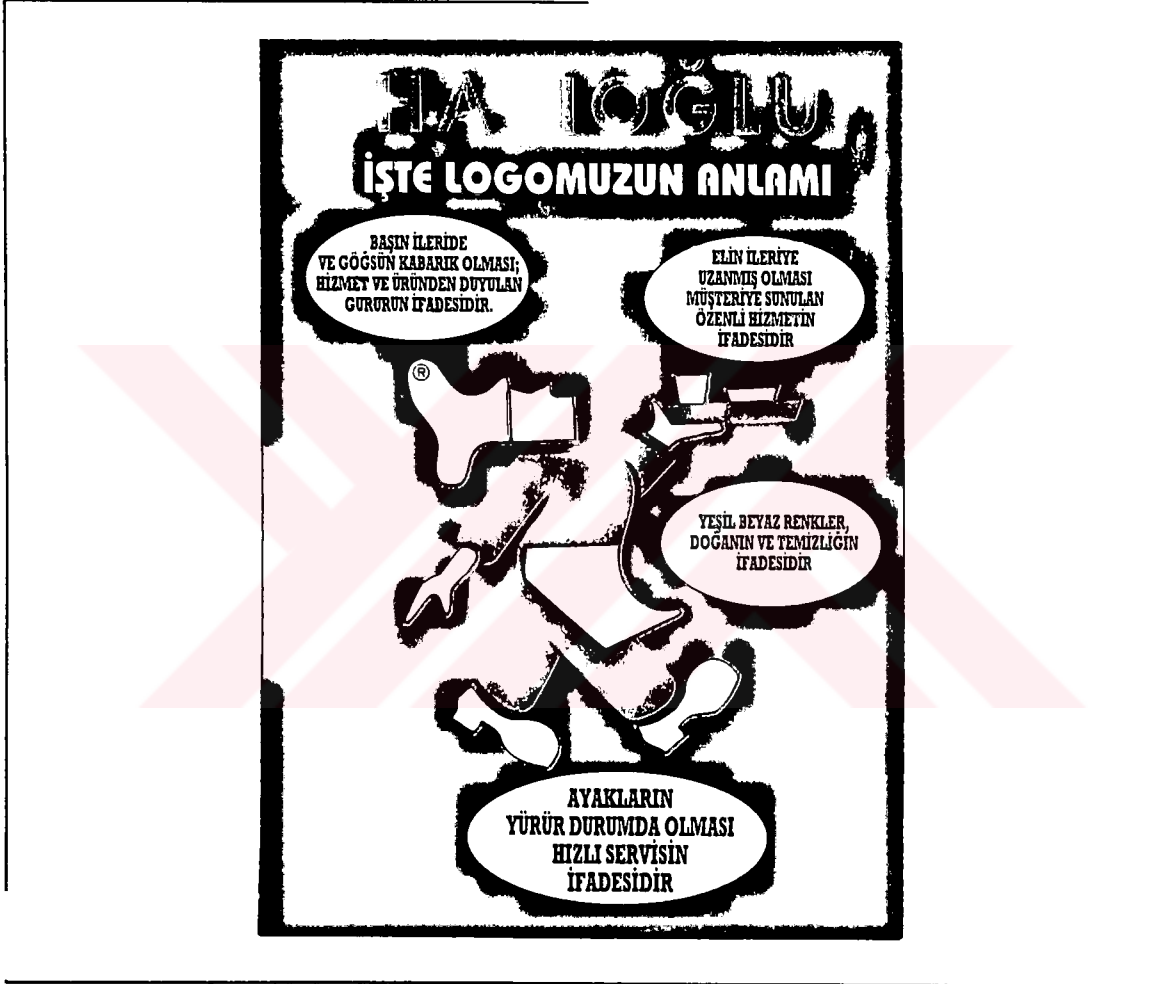 İŞTE LOGOMUZUN ANLAMI
BAŞIN İLERİDE
VE GÖĞSÜN KABARIK OLMASI;
HİZMET VE ÜRÜNDEN DUYULAN
GURURUN İFADESİDİR.
ELİN İLERİYE
UZANMIŞ OLMASI
MÜŞTERİYE SUNULAN
ÖZENLİ HİZMETİN
İFADESİDİR
®
YEŞİL BEYAZ RENKLER,
DOĞANIN VE TEMİZLİĞİN
İFADESİDİR
AYAKLARIN
YÜRÜR DURUMDA OLMASI
HIZLI SERVİSİN
İFADESİDİR